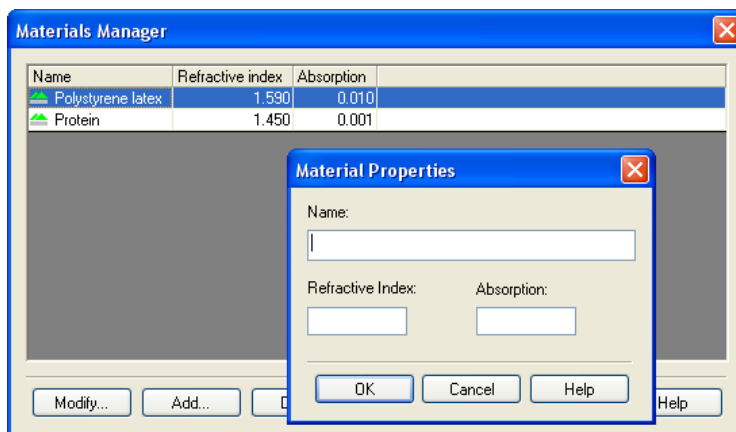 Materials Manager
Name Refractive index Absorption
Polystyrene latex 1.590 0.010
Protein 1.450 0.001
Material Properties
Name:
Refractive Index: Absorption:
OK Cancel Help
Modify... Add... Help